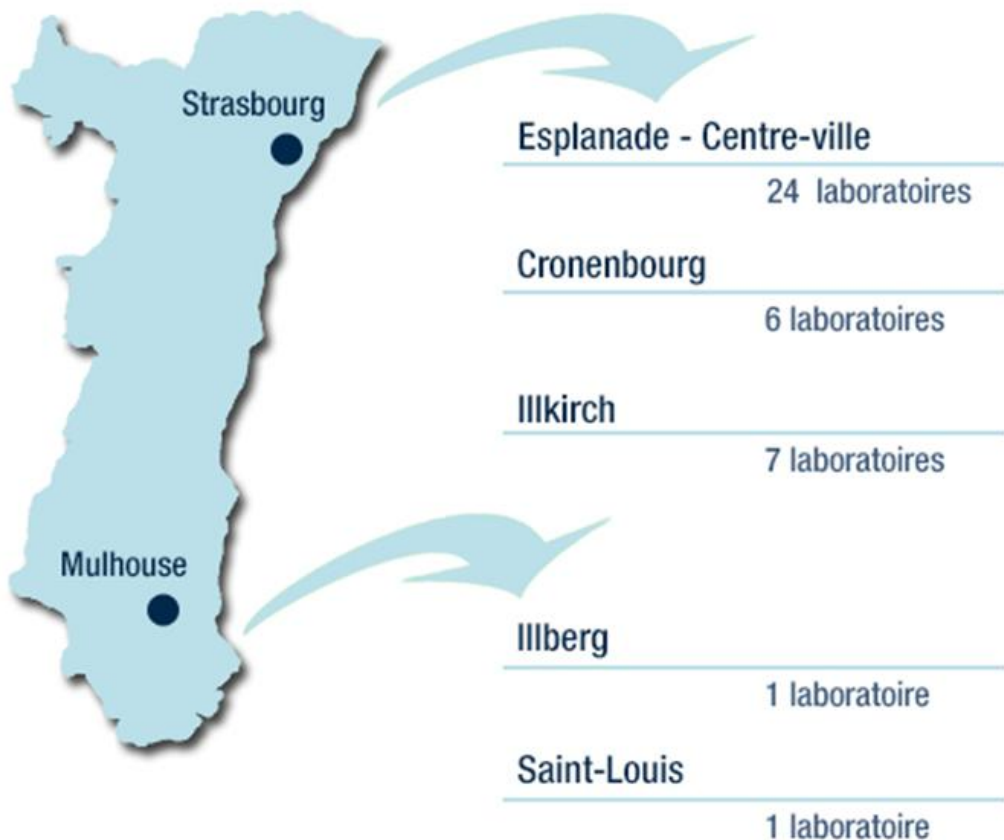 Strasbourg
Esplanade - Centre-ville
24 laboratoires
Cronenbourg
6 laboratoires
Illkirch
7 laboratoires
Mulhouse
Illberg
1 laboratoire
Saint-Louis
1 laboratoire